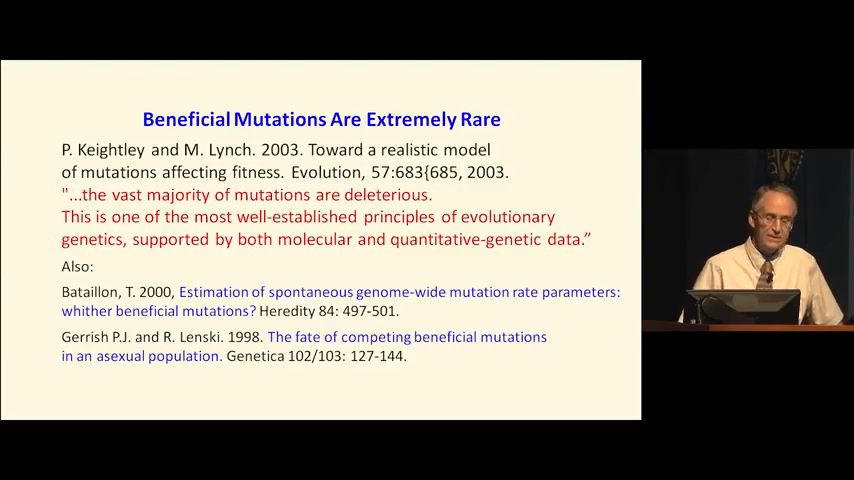 Beneficial Mutations Are Extremely Rare
P. Keightley and M. Lynch. 2003. Toward a realistic model
of mutations affecting fitness. Evolution, 57:683{685, 2003.
"...the vast majority of mutations are deleterious.
This is one of the most well-established principles of evolutionary
genetics, supported by both molecular and quantitative-genetic data.”
Also:
Bataillon, T. 2000, Estimation of spontaneous genome-wide mutation rate parameters:
whither beneficial mutations? Heredity 84: 497-501.
Gerrish P.J. and R. Lenski. 1998. The fate of competing beneficial mutations
in an asexual population. Genetica 102/103: 127-144.